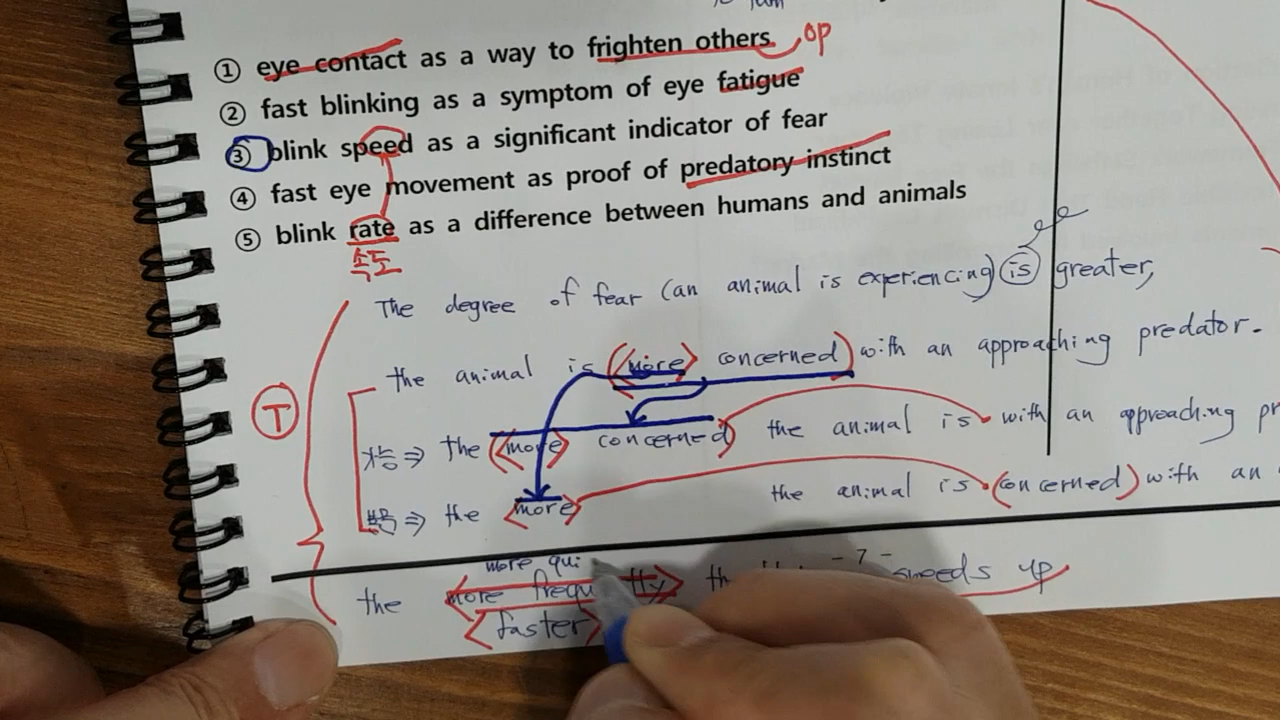 ① eye contact as a way to frighten others op
② fast blinking as a symptom of eye fatigue
③ blink speed as a significant indicator of fear
④ fast eye movement as proof of predatory instinct
⑤ blink rate as a difference between humans and animals
속도
The degree of fear (an animal is experiencing) is greater,
the animal is (<more> concerned) with an approaching predator.
T
⇒ the (<more> concerned) the animal is with an approaching
⇒ the <more> the animal is (concerned) with an
more qui
- 7 -
the <more speeds up
<faster>